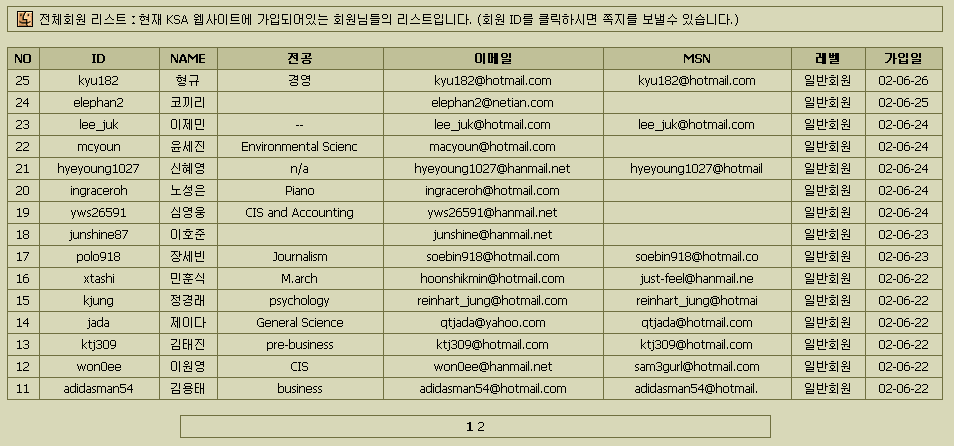 전체회원 리스트 : 현재 KSA 웹사이트에 가입되어있는 회원님들의 리스트입니다. (회원 ID를 클릭하시면 쪽지를 보낼수 있습니다.)
NO ID NAME 전공 이메일 MSN 레벨 가입일
25 kyu182 형규 경영 kyu182@hotmail.com kyu182@hotmail.com 일반회원 02-06-26
24 elephan2 코끼리 elephan2@netian.com 일반회원 02-06-25
23 lee_juk 이제민 -- lee_juk@hotmail.com lee_juk@hotmail.com 일반회원 02-06-24
22 mcyoun 윤세진 Environmental Scienc macyoun@hotmail.com 일반회원 02-06-24
21 hyeyoung1027 신혜영 n/a hyeyoung1027@hanmail.net hyeyoung1027@hotmail 일반회원 02-06-24
20 ingraceroh 노성은 Piano ingraceroh@hotmail.com 일반회원 02-06-24
19 yws26591 심영웅 CIS and Accounting yws26591@hanmail.net 일반회원 02-06-24
18 junshine87 이호준 junshine@hanmail.net 일반회원 02-06-23
17 polo918 장세빈 Journalism soebin918@hotmail.com soebin918@hotmail.co 일반회원 02-06-23
16 xtashi 민훈식 M.arch hoonshikmin@hotmail.com just-feel@hanmail.ne 일반회원 02-06-22
15 kjung 정경래 psychology reinhart_jung@hotmail.com reinhart_jung@hotmai 일반회원 02-06-22
14 jada 제이다 General Science qtjada@yahoo.com qtjada@hotmail.com 일반회원 02-06-22
13 ktj309 김태진 pre-business ktj309@hotmail.com ktj309@hotmail.com 일반회원 02-06-22
12 won0ee 이원영 CIS won0ee@hanmail.net sam3gurl@hotmail.com 일반회원 02-06-22
11 adidasman54 김용태 business adidasman54@hotmail.com adidasman54@hotmail. 일반회원 02-06-22
1 2